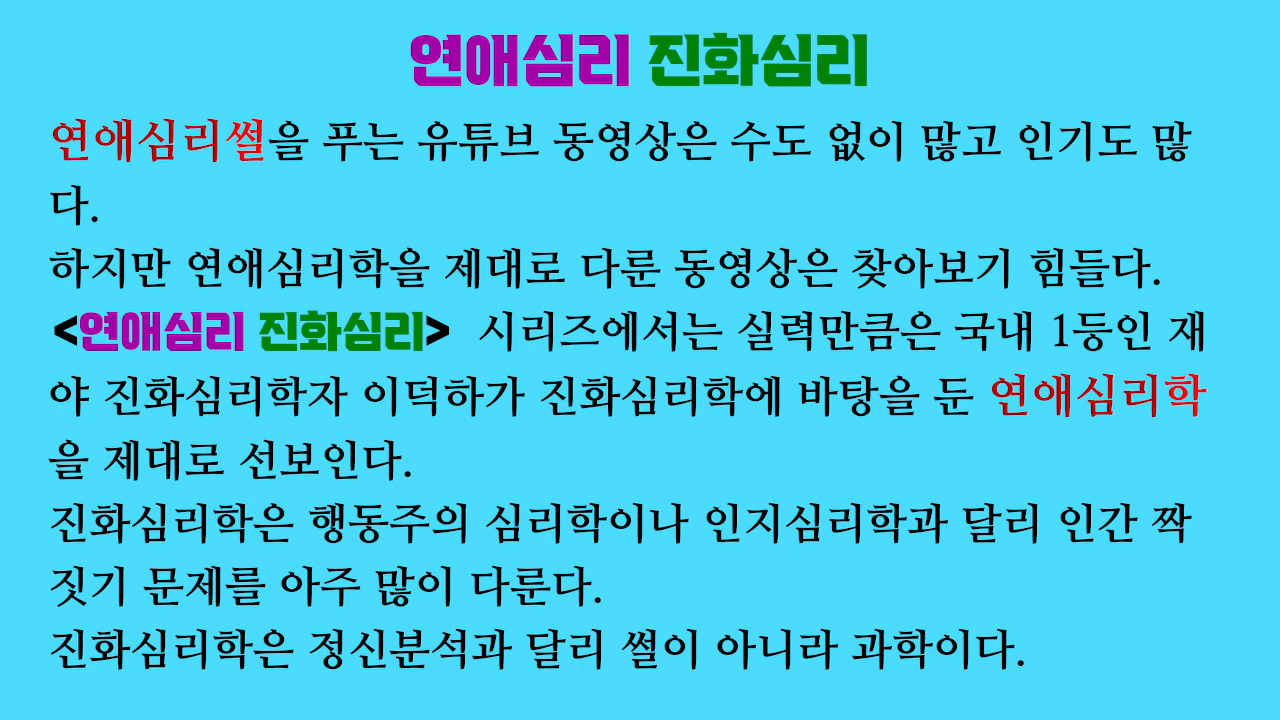 연애심리 진화심리
연애심리썰을 푸는 유튜브 동영상은 수도 없이 많고 인기도 많
다.
하지만 연애심리학을 제대로 다룬 동영상은 찾아보기 힘들다.
<연애심리 진화심리> 시리즈에서는 실력만큼은 국내 1등인 재
야 진화심리학자 이덕하가 진화심리학에 바탕을 둔 연애심리학
을 제대로 선보인다.
진화심리학은 행동주의 심리학이나 인지심리학과 달리 인간 짝
짓기 문제를 아주 많이 다룬다.
진화심리학은 정신분석과 달리 썰이 아니라 과학이다.